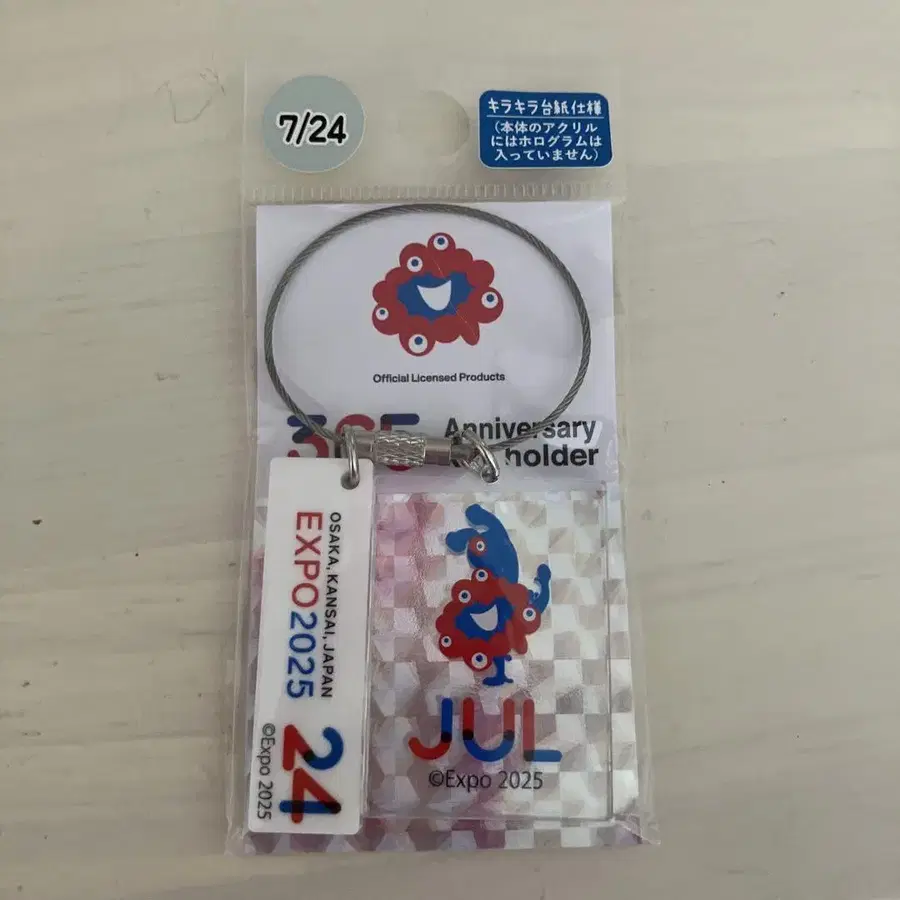 7/24
キラキラ台紙仕様
(本体のアクリル
にはホログラムは
入っていません)
Official Licensed Products
365
Anniversary
holder
OSAKA, KANSAI, JAPAN
EXPO2025
24
©Expo 2025
JUL
©Expo 2025